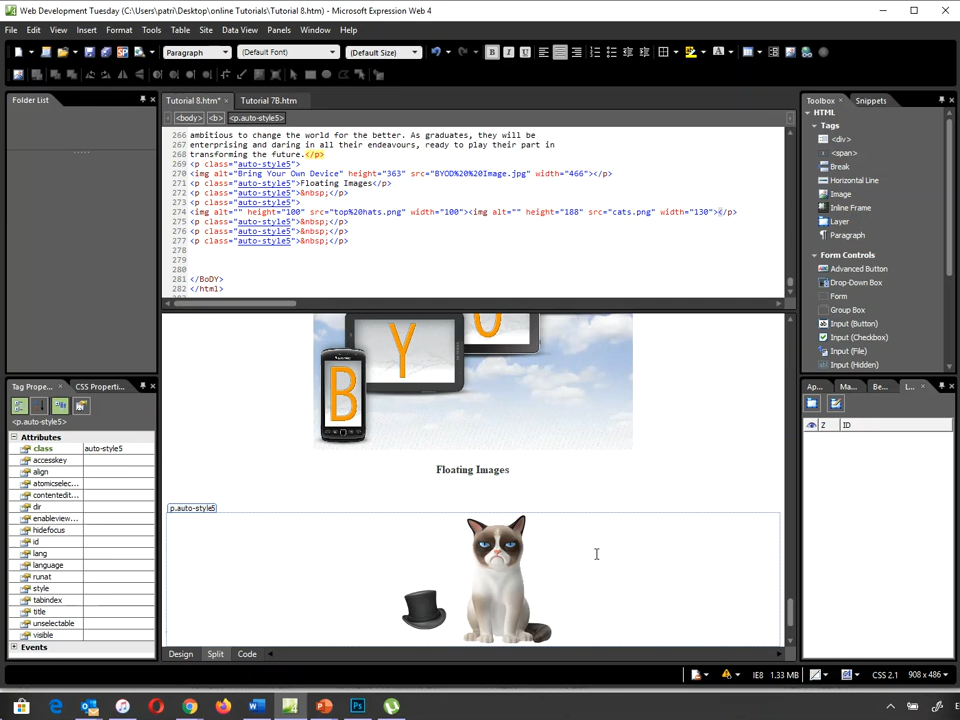 Web Development Tuesday (C:\Users\patri\Desktop\online Tutorials\Tutorial 8.htm) - Microsoft Expression Web 4
File Edit View Insert Format Tools Table Site Data View Panels Window Help
Paragraph (Default Font) (Default Size) B I U A
Folder List
Tutorial 8.htm* Tutorial 7B.htm
<body> <b> <p.auto-style5>
266 ambitious to change the world for the better. As graduates, they will be
267 enterprising and daring in all their endeavours, ready to play their part in
268 transforming the future.</p>
269 <p class="auto-style5">
270 <img alt="Bring Your Own Device" height="363" src="BYOD%20%20Image.jpg" width="466"></p>
271 <p class="auto-style5">Floating Images</p>
272 <p class="auto-style5">&nbsp;</p>
273 <p class="auto-style5">
274 <img alt="" height="100" src="top%20hats.png" width="100"><img alt="" height="188" src="cats.png" width="130"></p>
275 <p class="auto-style5">&nbsp;</p>
276 <p class="auto-style5">&nbsp;</p>
277 <p class="auto-style5">&nbsp;</p>
278
279
280
281 </BoDY>
282 </html>
Y O
B
Floating Images
p.auto-style5
Design Split Code
Tag Prope... CSS Properti...
<p.auto-style5>
Attributes
class auto-style5
accesskey
align
atomicselec...
contentedit...
dir
enableview...
hidefocus
id
lang
language
runat
style
tabindex
title
unselectable
visible
Events
Toolbox Snippets
HTML
Tags
<div>
<span>
Break
Horizontal Line
Image
Inline Frame
Layer
Paragraph
Form Controls
Advanced Button
Drop-Down Box
Form
Group Box
Input (Button)
Input (Checkbox)
Input (File)
Input (Hidden)
Ap... Ma... Be... L...
Z ID
IE8 1.33 MB CSS 2.1 908 x 486